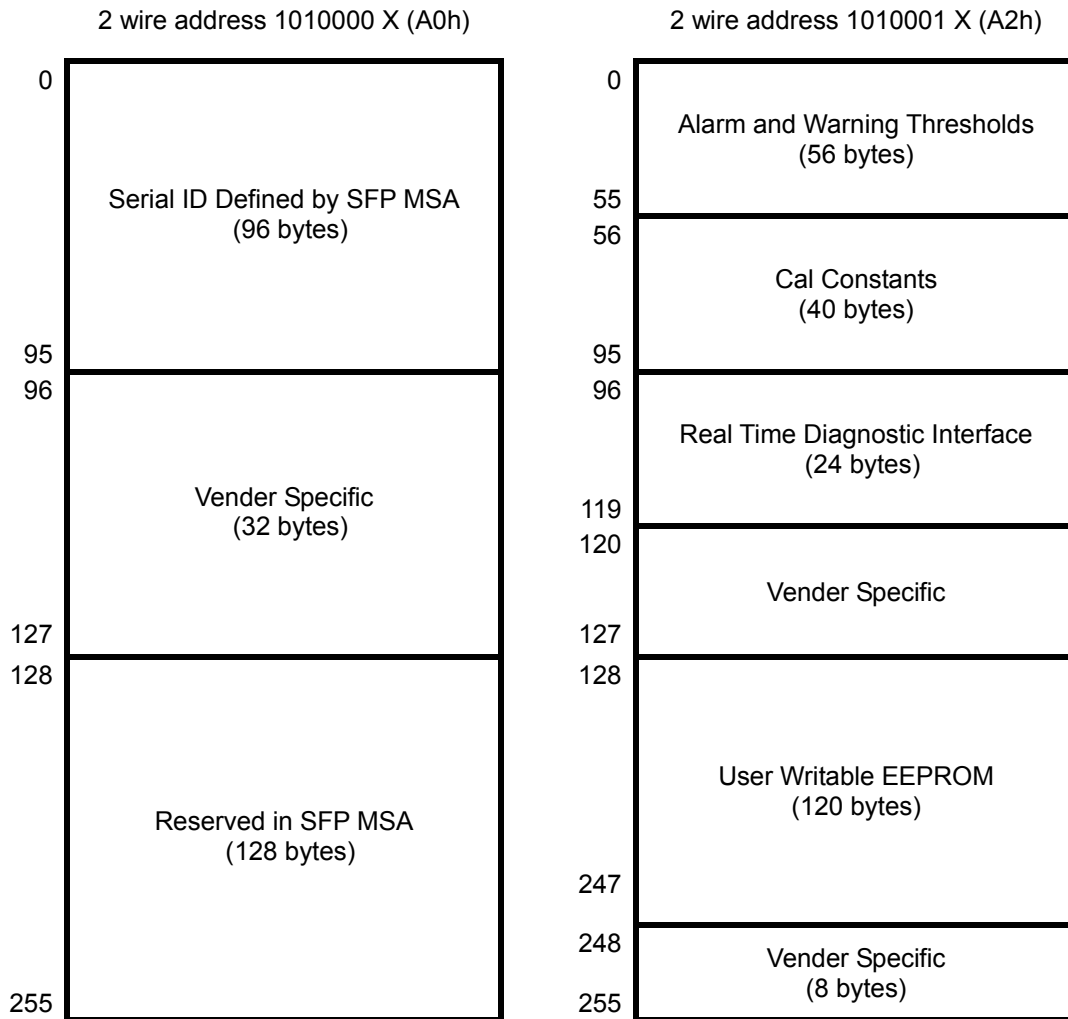 2 wire address 1010000 X (A0h)
0
Serial ID Defined by SFP MSA
(96 bytes)
95
96
Vender Specific
(32 bytes)
127
128
Reserved in SFP MSA
(128 bytes)
255
2 wire address 1010001 X (A2h)
0
Alarm and Warning Thresholds
(56 bytes)
55
56
Cal Constants
(40 bytes)
95
96
Real Time Diagnostic Interface
(24 bytes)
119
120
Vender Specific
127
128
User Writable EEPROM
(120 bytes)
247
248
Vender Specific
(8 bytes)
255